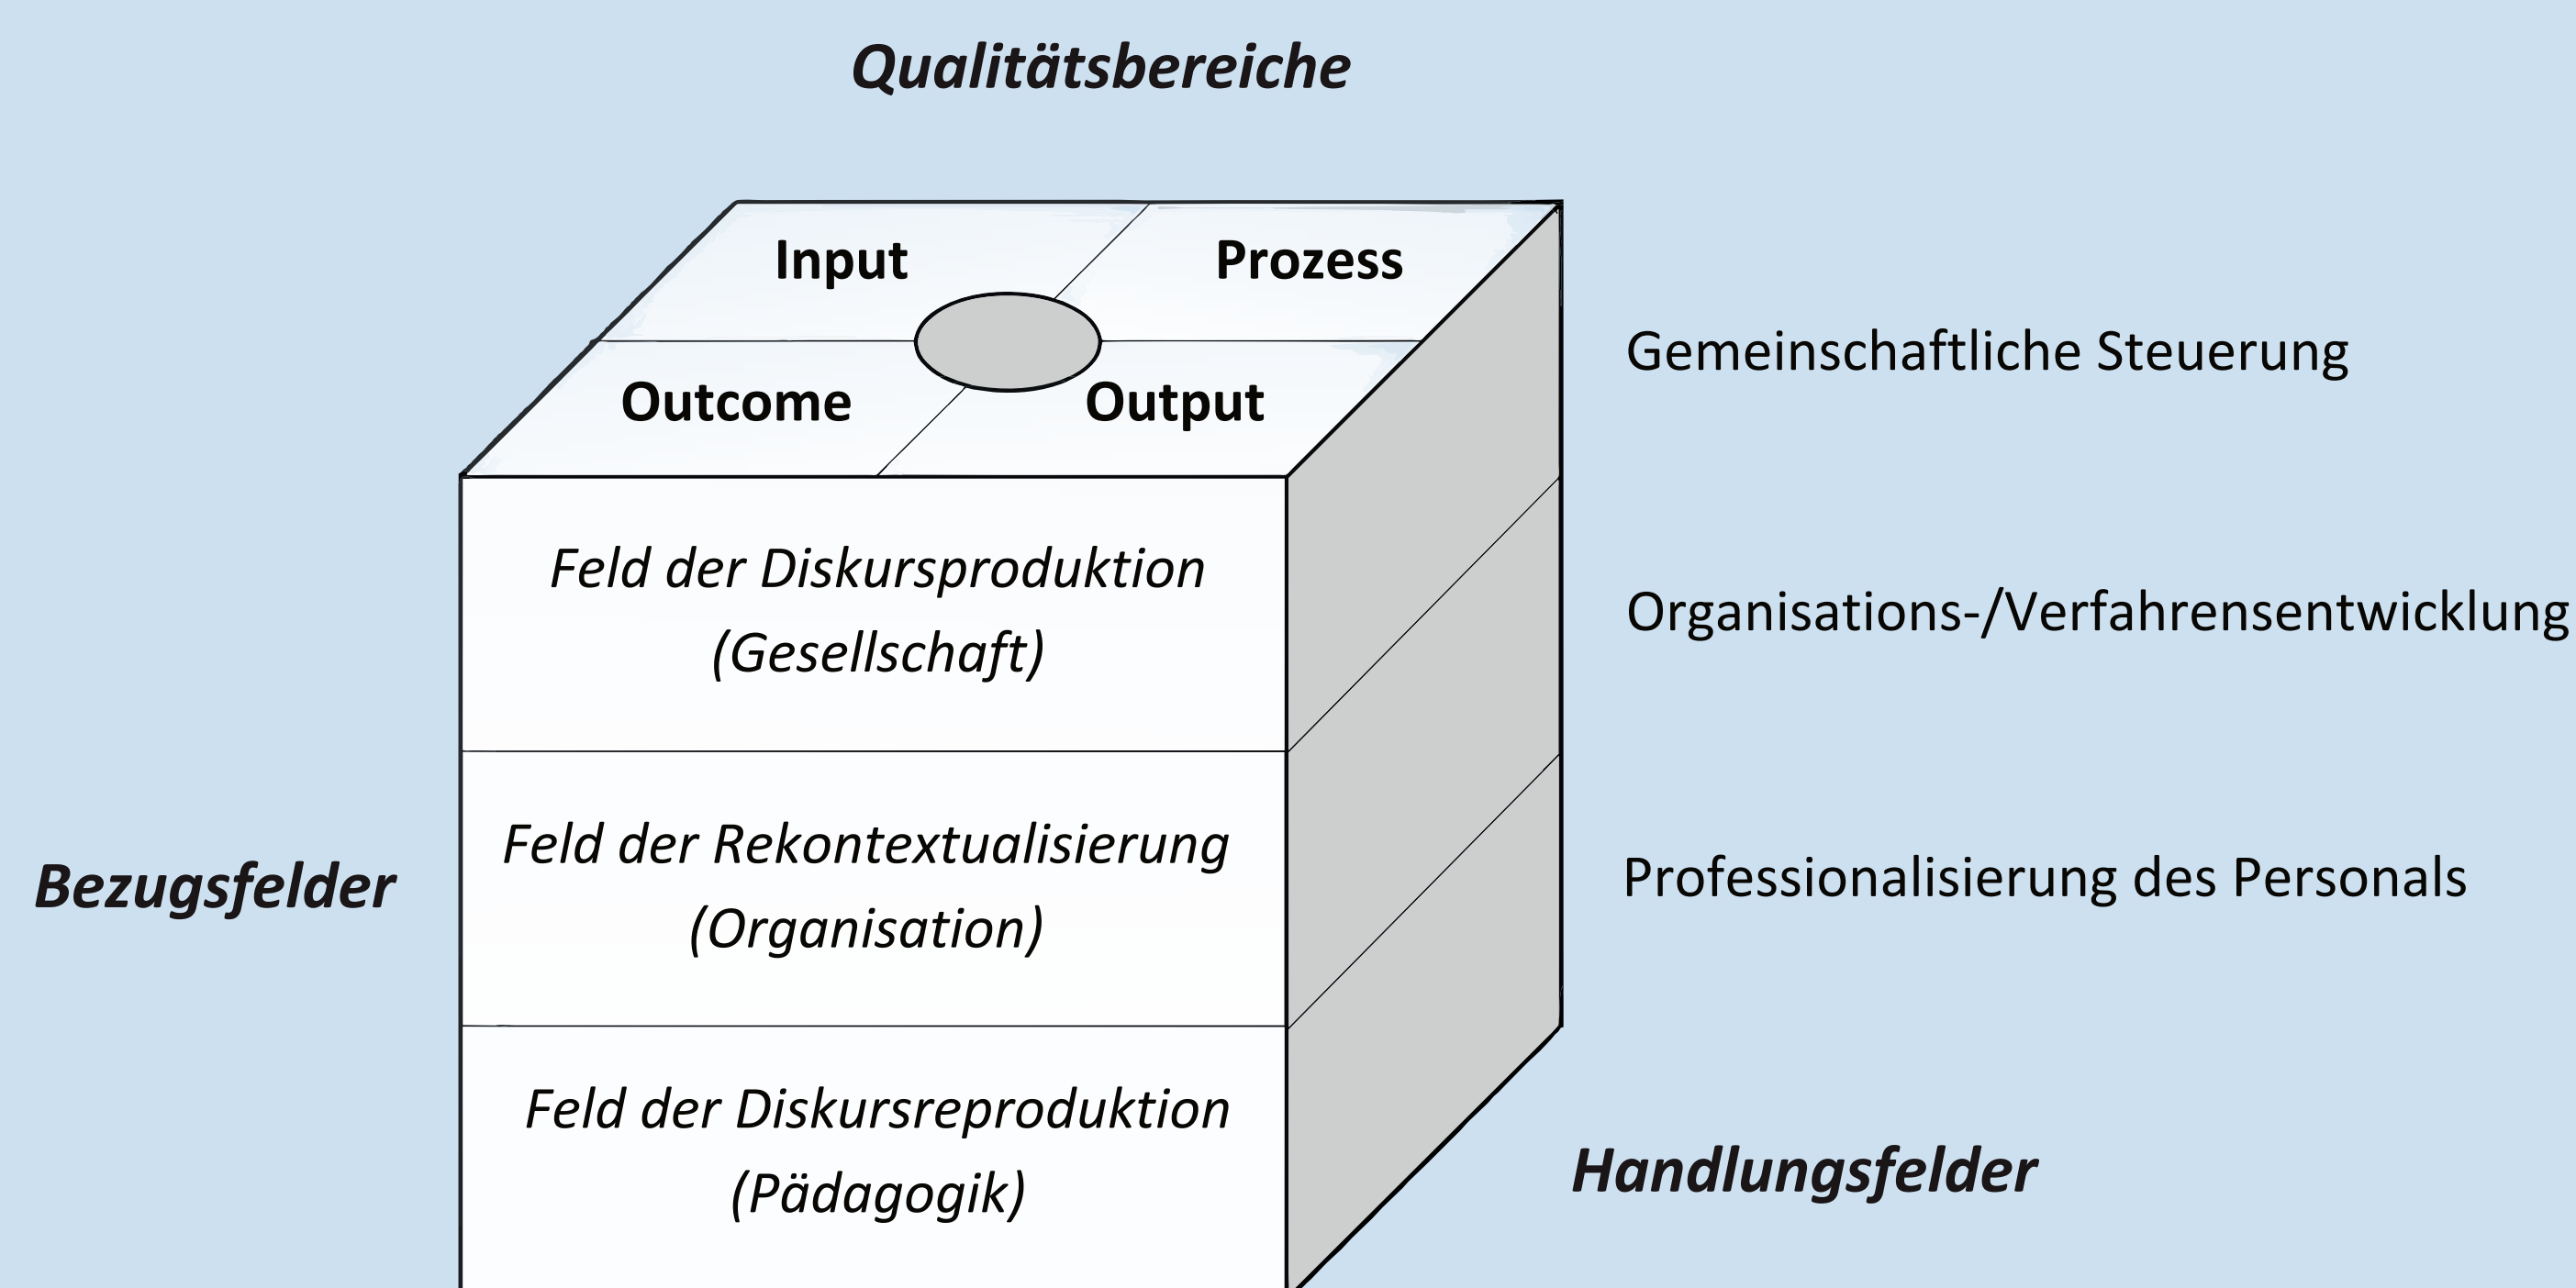 Qualitätsbereiche
Input
Prozess
Outcome
Output
Gemeinschaftliche Steuerung
Feld der Diskursproduktion
(Gesellschaft)
Organisations-/Verfahrensentwicklung
Feld der Rekontextualisierung
(Organisation)
Bezugsfelder
Professionalisierung des Personals
Feld der Diskursreproduktion
(Pädagogik)
Handlungsfelder